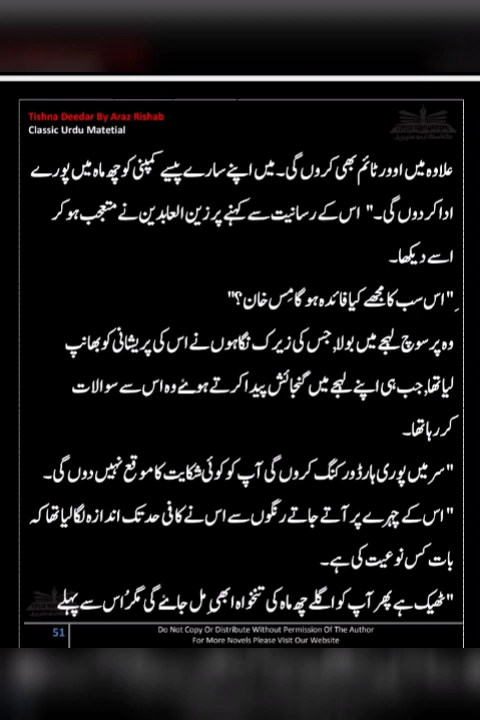 Tishna Deedar By Araz Rishab
Classic Urdu Matetial
علاوہ میں اوور ٹائم بھی کروں گی۔ میں اپنے سارے پیسے کمپنی کو چھ ماہ میں پورے
ادا کر دوں گی۔" اس کے رسانیت سے کہنے پر زین العابدین نے متعجب ہو کر
اسے دیکھا۔
"اس سب کا مجھے کیا فائدہ ہو گا مِس خان؟"
وہ پر سوچ لہجے میں بولا, جس کی زیرک نگاہوں نے اس کی پریشانی کو بھانپ
لیا تھا, جب ہی اپنے لہجے میں گنجائش پیدا کرتے ہوئے وہ اس سے سوالات
کر رہا تھا۔
"سر میں پوری ہارڈ ورکنگ کروں گی آپ کو کوئی شکایت کا موقع نہیں دوں گی۔
"اس کے چہرے پر آتے جاتے رنگوں سے اس نے کافی حد تک اندازہ لگا لیا تھا کہ
بات کس نوعیت کی ہے۔
"ٹھیک ہے پھر آپ کو اگلے چھ ماہ کی تنخواہ ابھی مِل جائے گی مگر اُس سے پہلے
51
Do Not Copy Or Distribute Without Permission Of The Author
For More Novels Please Visit Our Website